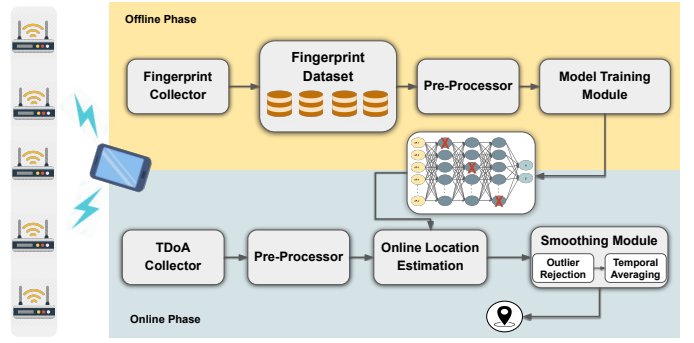 Offline Phase
Fingerprint
Collector
Fingerprint
Dataset
Pre-Processor
Model Training
Module
X
X
X
TDoA
Collector
Pre-Processor
Online Location
Estimation
Smoothing Module
Outlier
Rejection
Temporal
Averaging
Online Phase